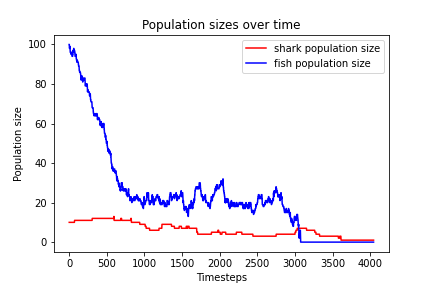 Population sizes over time
shark population size
fish population size
Population size
100
80
60
40
20
0
0 500 1000 1500 2000 2500 3000 3500 4000
Timesteps